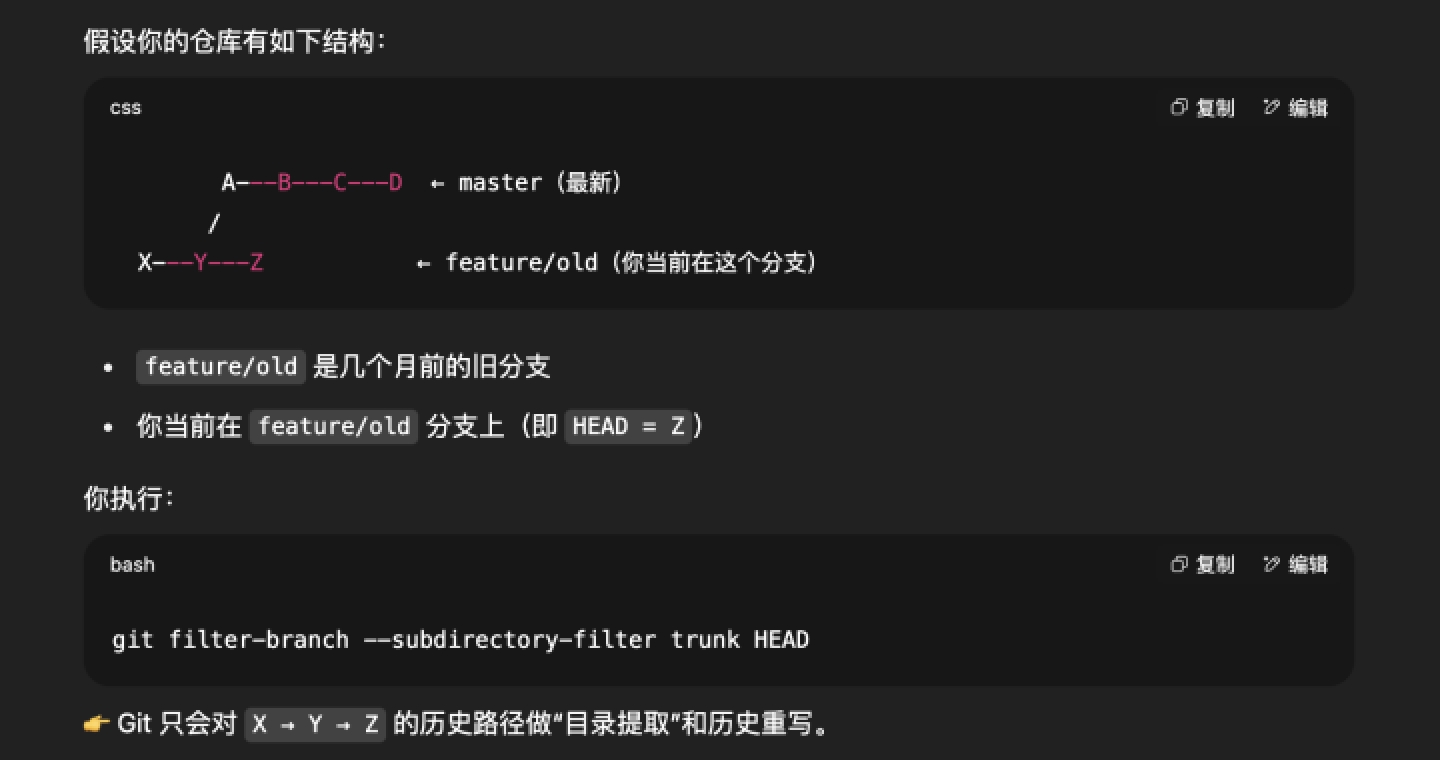 假设你的仓库有如下结构：
css 复制 编辑
A---B---C---D ← master（最新）
/
X---Y---Z ← feature/old（你当前在这个分支）
• feature/old 是几个月前的旧分支
• 你当前在 feature/old 分支上（即 HEAD = Z）
你执行：
bash 复制 编辑
git filter-branch --subdirectory-filter trunk HEAD
👉 Git 只会对 X → Y → Z 的历史路径做“目录提取”和历史重写。